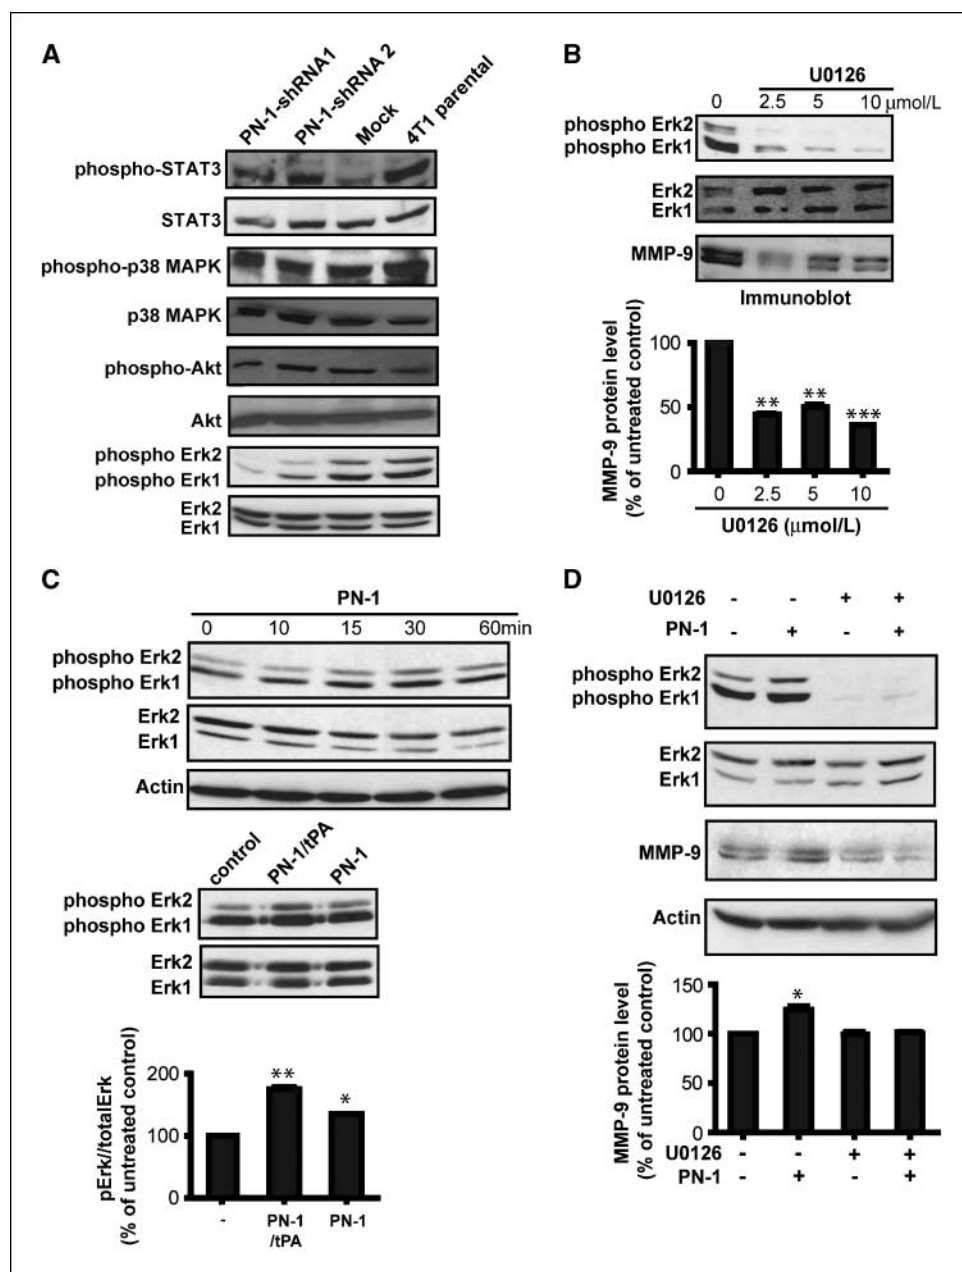 A
PN-1-shRNA1
PN-1-shRNA 2
Mock
4T1 parental
phospho-STAT3
STAT3
phospho-p38 MAPK
p38 MAPK
phospho-Akt
Akt
phospho Erk2
phospho Erk1
Erk2
Erk1
B
U0126
0 2.5 5 10 μmol/L
phospho Erk2
phospho Erk1
Erk2
Erk1
MMP-9
Immunoblot
MMP-9 protein level
(% of untreated control)
100
50
0
** ** ***
0 2.5 5 10
U0126 (μmol/L)
C
PN-1
0 10 15 30 60min
phospho Erk2
phospho Erk1
Erk2
Erk1
Actin
control
PN-1/tPA
PN-1
phospho Erk2
phospho Erk1
Erk2
Erk1
pErk//totalErk
(% of untreated control)
200
100
0
** *
- PN-1 PN-1
/tPA
D
U0126 - - + +
PN-1 - + - +
phospho Erk2
phospho Erk1
Erk2
Erk1
MMP-9
Actin
MMP-9 protein level
(% of untreated control)
150
100
50
0
*
U0126 - - + +
PN-1 - + - +